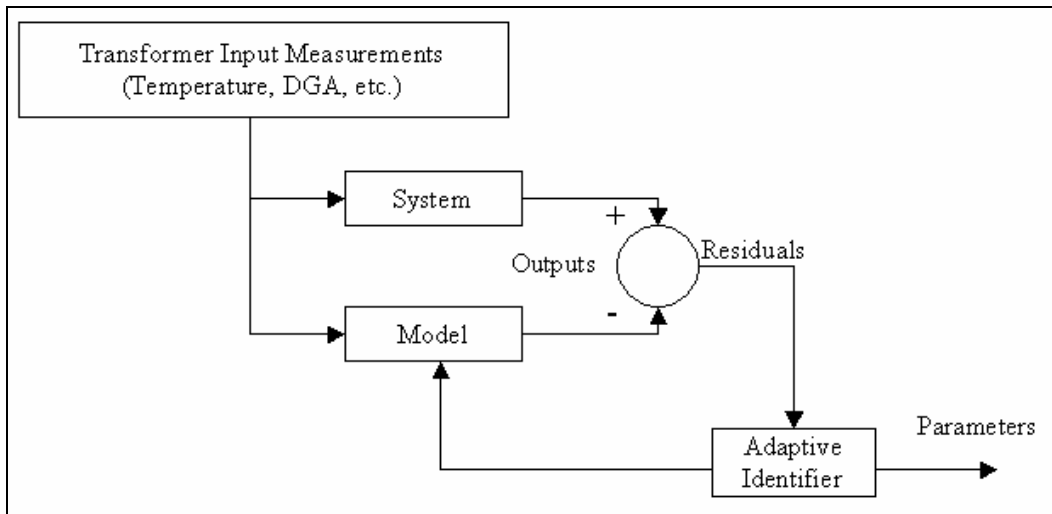 Transformer Input Measurements
(Temperature, DGA, etc.)
System
+
Outputs
Residuals
-
Model
Parameters
Adaptive
Identifier